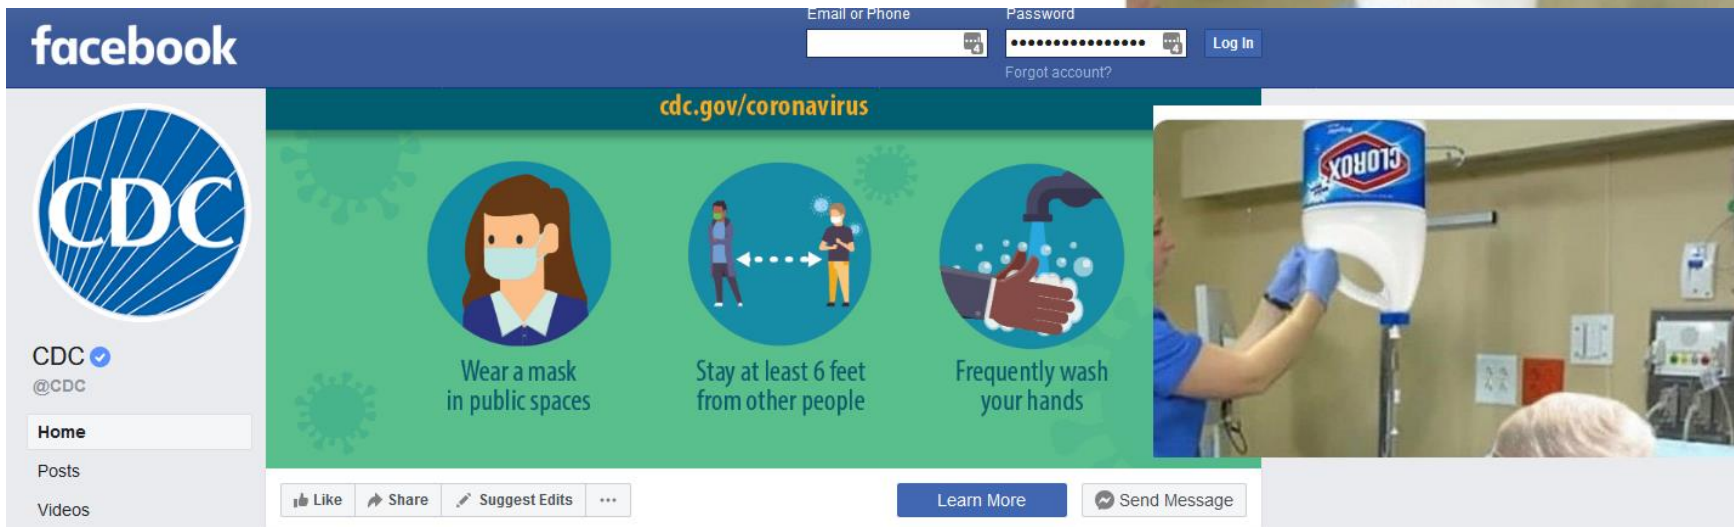 Email or Phone
Password
facebook
••••••••••••••••
Log In
Forgot account?
CDC
cdc.gov/coronavirus
Wear a mask
in public spaces
Stay at least 6 feet
from other people
Frequently wash
your hands
CLOROX
CDC
@CDC
Home
Posts
Videos
Like
Share
Suggest Edits
...
Learn More
Send Message